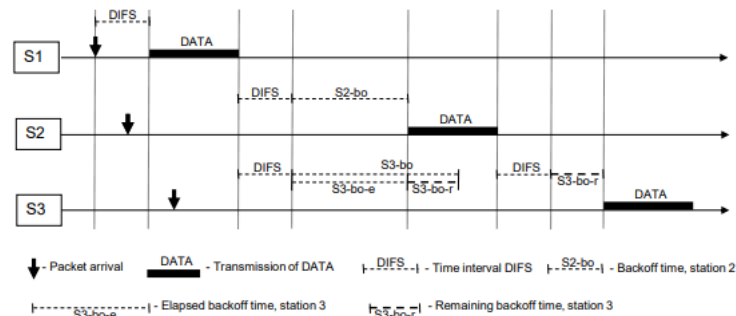 DIFS
DATA
S1
DIFS
S2-bo
DATA
S2
DIFS
S3-bo
DIFS
S3-bo-e
S3-bo-r
S3-bo-r
DATA
S3
- Packet arrival
DATA
- Transmission of DATA
DIFS
- Time interval DIFS
S2-bo
- Backoff time, station 2
S3-bo-e
- Elapsed backoff time, station 3
S3-bo-r
- Remaining backoff time, station 3